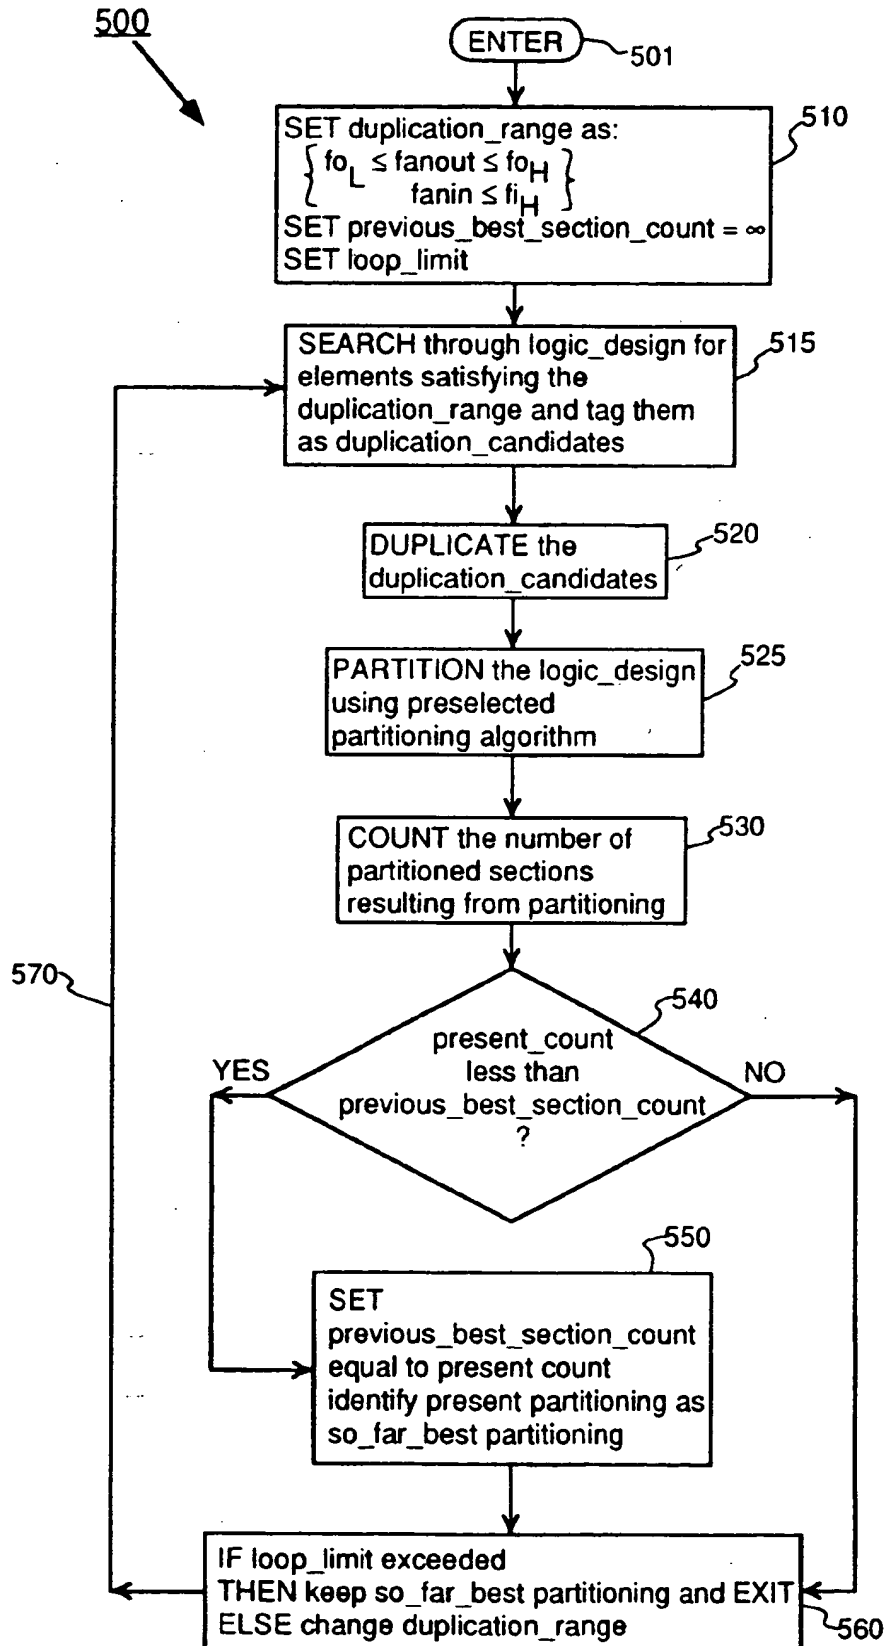 500
ENTER
501
510
SET duplication_range as:
{ fo_L ≤ fanout ≤ fo_H }
fanin ≤ fi_H
SET previous_best_section_count = ∞
SET loop_limit
515
SEARCH through logic_design for
elements satisfying the
duplication_range and tag them
as duplication_candidates
520
DUPLICATE the
duplication_candidates
525
PARTITION the logic_design
using preselected
partitioning algorithm
530
COUNT the number of
partitioned sections
resulting from partitioning
570
540
present_count
less than
previous_best_section_count
?
YES
NO
550
SET
previous_best_section_count
equal to present count
identify present partitioning as
so_far_best partitioning
IF loop_limit exceeded
THEN keep so_far_best partitioning and EXIT
ELSE change duplication_range
560